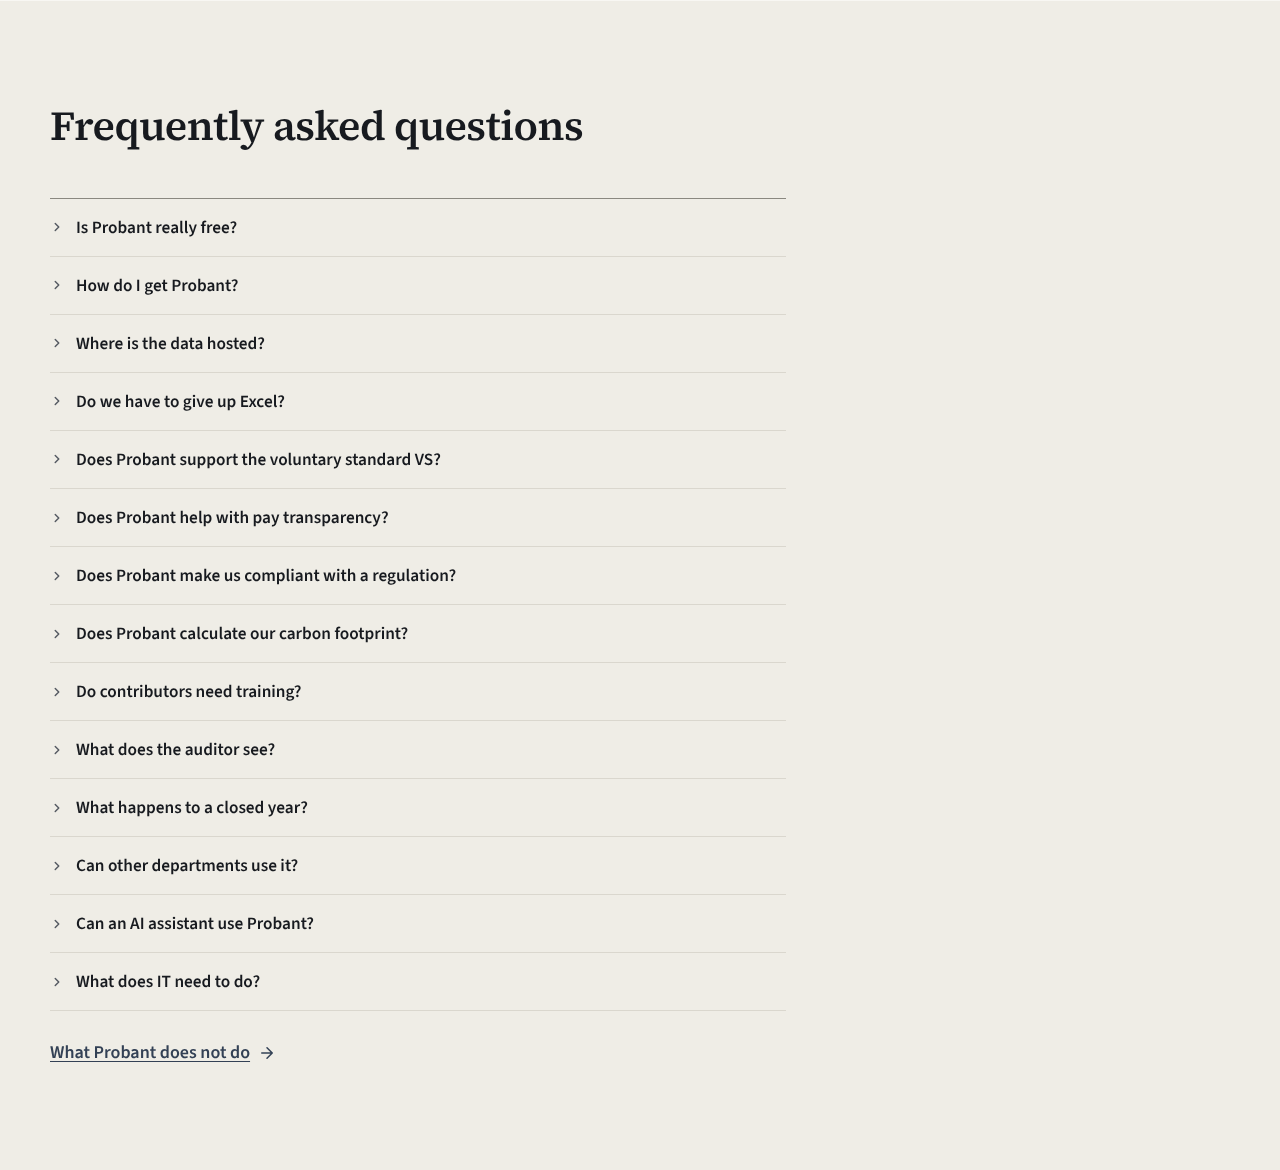 Frequently asked questions
Is Probant really free?
How do I get Probant?
Where is the data hosted?
Do we have to give up Excel?
Does Probant support the voluntary standard VS?
Does Probant help with pay transparency?
Does Probant make us compliant with a regulation?
Does Probant calculate our carbon footprint?
Do contributors need training?
What does the auditor see?
What happens to a closed year?
Can other departments use it?
Can an AI assistant use Probant?
What does IT need to do?
What Probant does not do →